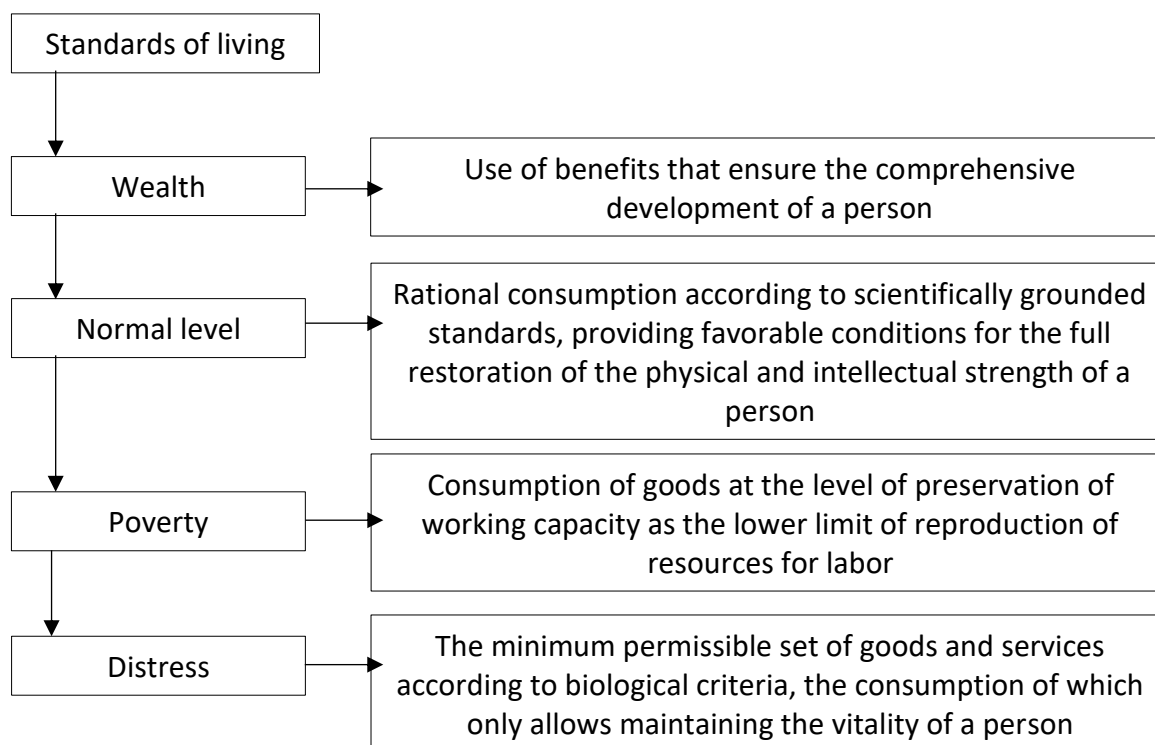 Standards of living
Wealth
Use of benefits that ensure the comprehensive
development of a person
Normal level
Rational consumption according to scientifically grounded
standards, providing favorable conditions for the full
restoration of the physical and intellectual strength of a
person
Poverty
Consumption of goods at the level of preservation of
working capacity as the lower limit of reproduction of
resources for labor
Distress
The minimum permissible set of goods and services
according to biological criteria, the consumption of which
only allows maintaining the vitality of a person